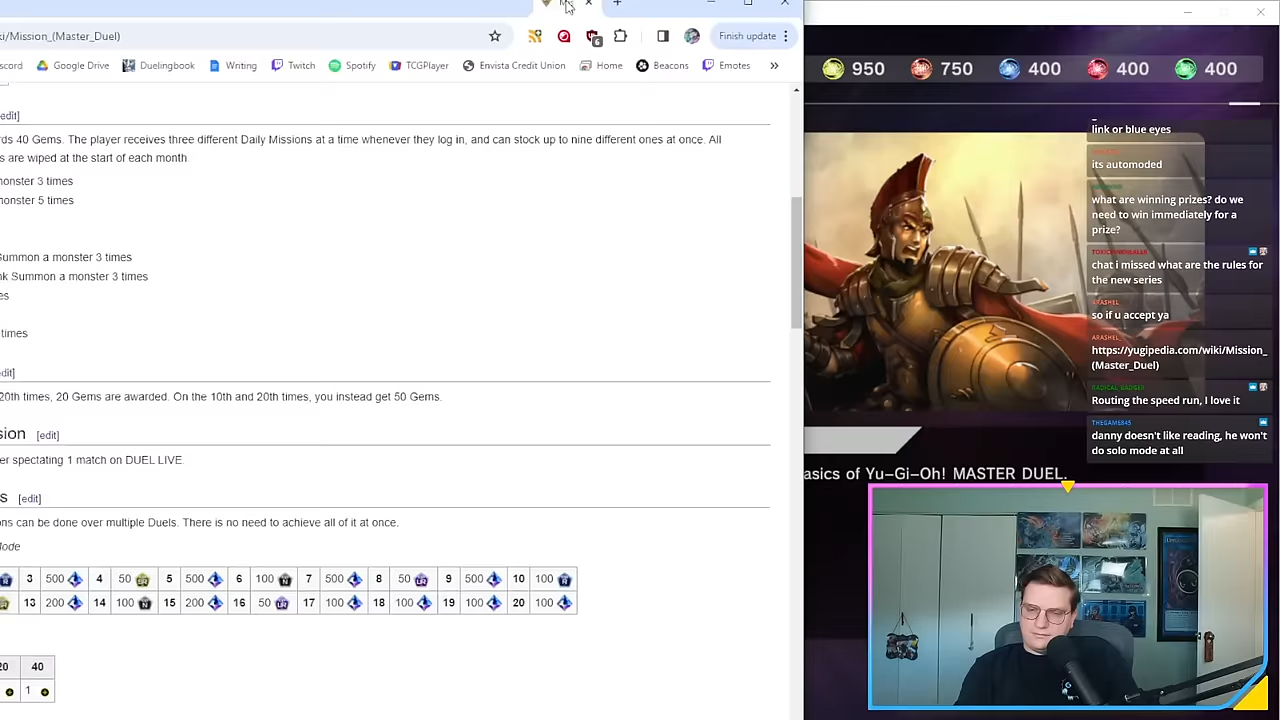 ki/Mission_(Master_Duel)
6
Finish update
scord
Google Drive
Duelingbook
Writing
Twitch
Spotify
TCGPlayer
Envista Credit Union
Home
Beacons
Emotes
»
edit]
rds 40 Gems. The player receives three different Daily Missions at a time whenever they log in, and can stock up to nine different ones at once. All
s are wiped at the start of each month
monster 3 times
monster 5 times
Summon a monster 3 times
nk Summon a monster 3 times
es
times
dit]
20th times, 20 Gems are awarded. On the 10th and 20th times, you instead get 50 Gems.
sion [edit]
er spectating 1 match on DUEL LIVE.
s [edit]
ons can be done over multiple Duels. There is no need to achieve all of it at once.
Mode
3 500 4 50 5 500 6 100 7 500 8 50 9 500 10 100
13 200 14 100 15 200 16 50 17 100 18 100 19 100 20 100
20 40
1
950 750 400 400 400
link or blue eyes
its automoded
what are winning prizes? do we
need to win immediately for a
prize?
chat i missed what are the rules for
the new series
ARASHEL
so if u accept ya
ARASHEL
https://yugipedia.com/wiki/Mission_
(Master_Duel)
RADICAL BADGER
Routing the speed run, I love it
THEGAME845
danny doesn't like reading, he won't
do solo mode at all
asics of Yu-Gi-Oh! MASTER DUEL.